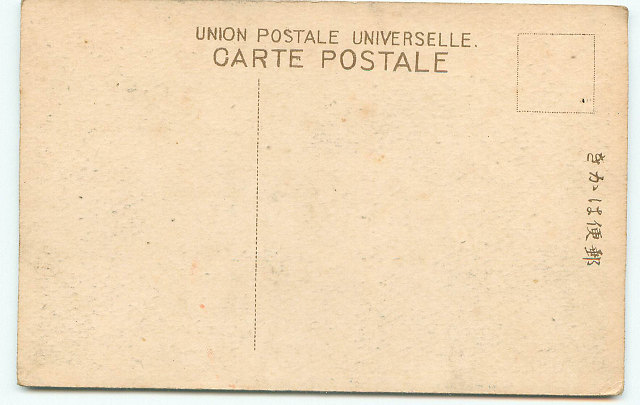 UNION POSTALE UNIVERSELLE.
CARTE POSTALE
郵便はかき